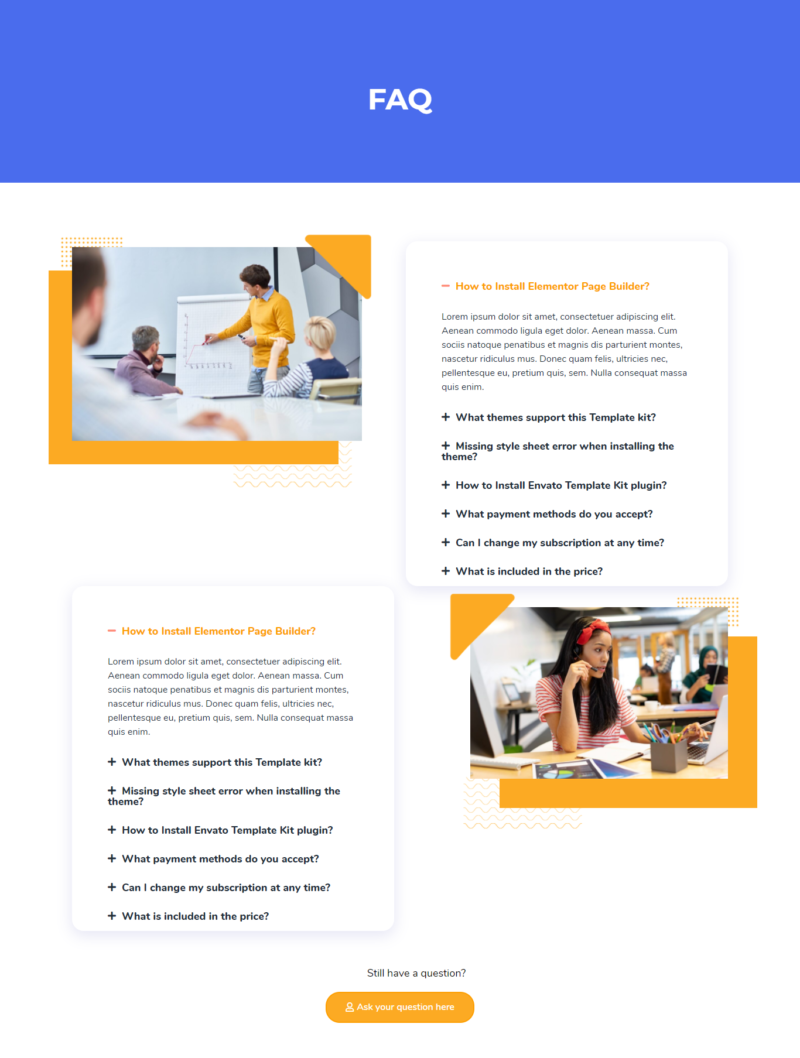 FAQ
How to Install Elementor Page Builder?
Lorem ipsum dolor sit amet, consectetuer adipiscing elit.
Aenean commodo ligula eget dolor. Aenean massa. Cum
sociis natoque penatibus et magnis dis parturient montes,
nascetur ridiculus mus. Donec quam felis, ultricies nec,
pellentesque eu, pretium quis, sem. Nulla consequat massa
quis enim.
What themes support this Template kit?
Missing style sheet error when installing the
theme?
How to Install Envato Template Kit plugin?
What payment methods do you accept?
Can I change my subscription at any time?
What is included in the price?
How to Install Elementor Page Builder?
Lorem ipsum dolor sit amet, consectetuer adipiscing elit.
Aenean commodo ligula eget dolor. Aenean massa. Cum
sociis natoque penatibus et magnis dis parturient montes,
nascetur ridiculus mus. Donec quam felis, ultricies nec,
pellentesque eu, pretium quis, sem. Nulla consequat massa
quis enim.
What themes support this Template kit?
Missing style sheet error when installing the
theme?
How to Install Envato Template Kit plugin?
What payment methods do you accept?
Can I change my subscription at any time?
What is included in the price?
Still have a question?
Ask your question here